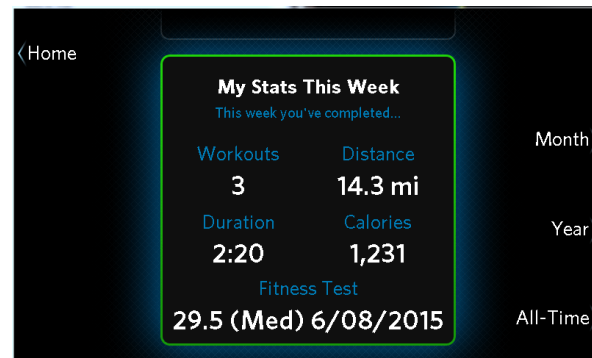 Home
My Stats This Week
This week you've completed...
Workouts Distance
3 14.3 mi
Month
Duration Calories
2:20 1,231
Year
Fitness Test
29.5 (Med) 6/08/2015
All-Time